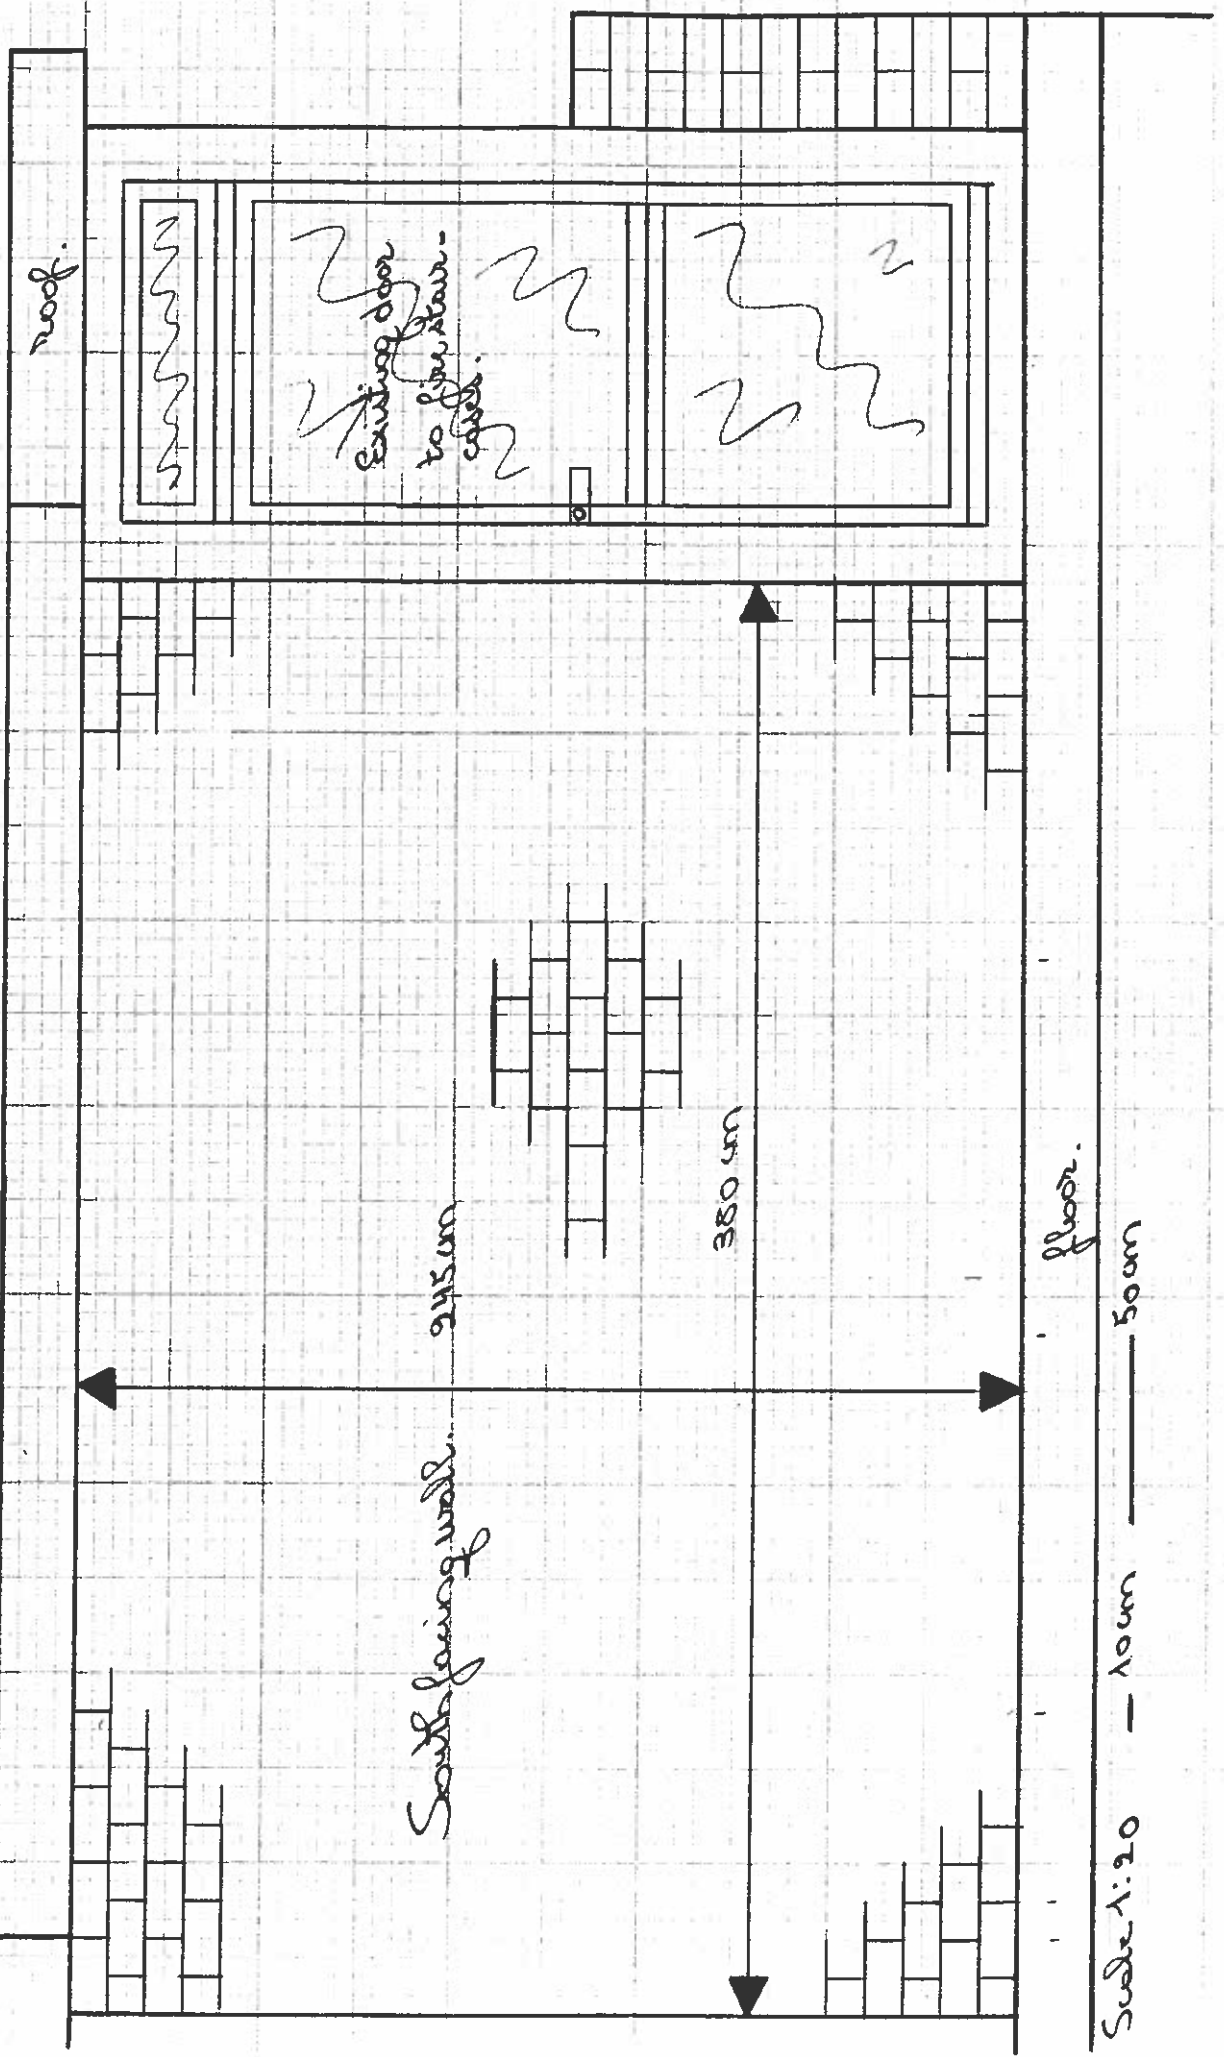 roof.
Existing door
to fire stair-
cases.
245 cm
South facing wall.
380 cm
floor.
Scale 1:20 — 10 cm — 50 cm